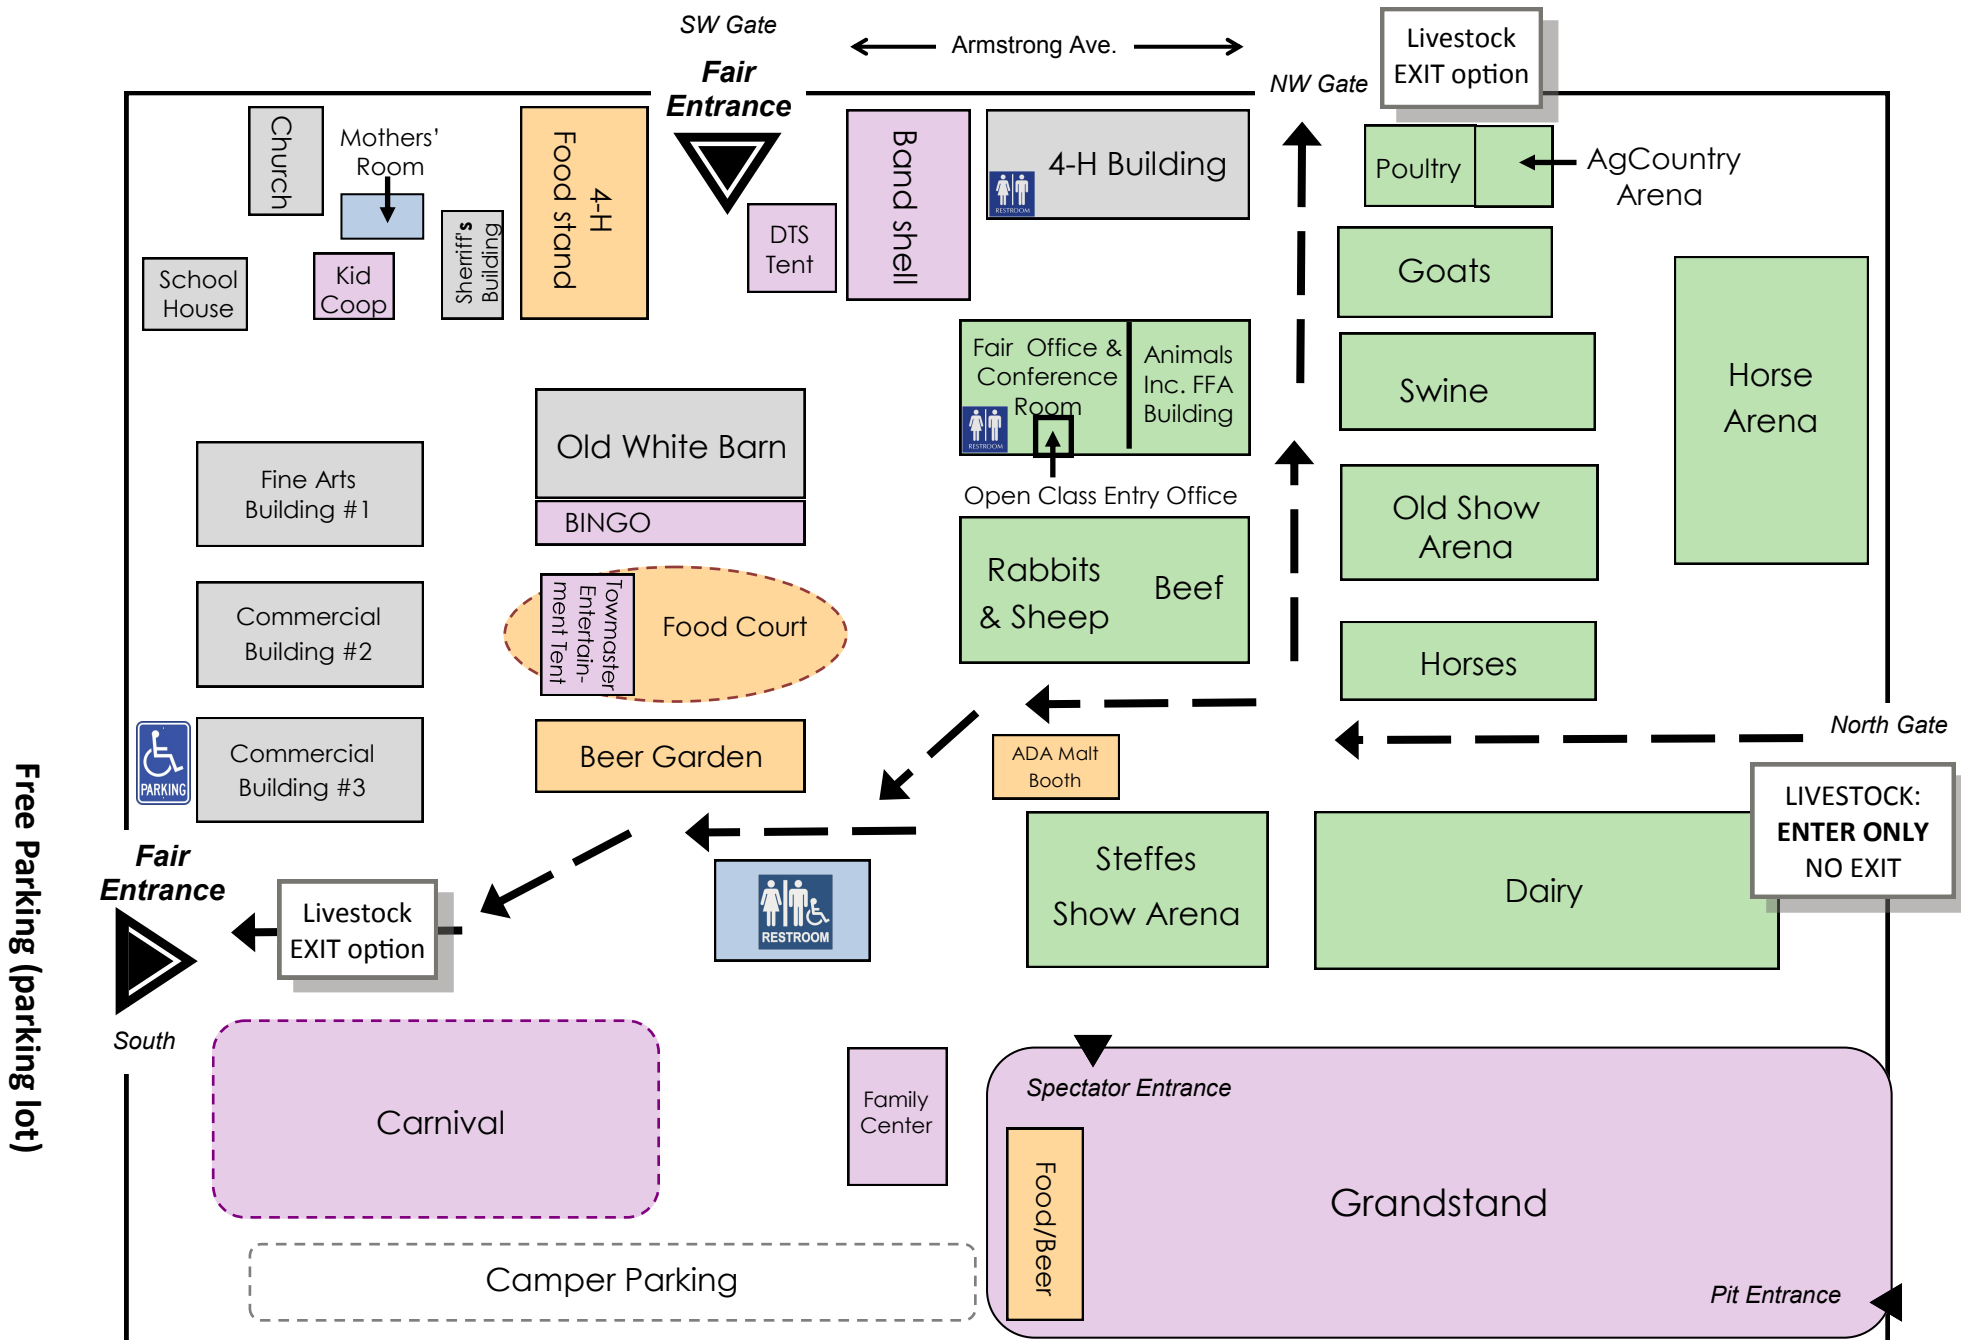 SW Gate
Armstrong Ave.
Livestock
EXIT option
Fair
Entrance
NW Gate
Church
Mothers'
Room
4-H
Food stand
Band shell
RESTROOM
4-H Building
Poultry
AgCountry
Arena
DTS
Tent
Sherriff's
Building
School
House
Kid
Coop
Goats
Horse
Arena
Fair Office &
Conference
Room
RESTROOM
Animals
Inc. FFA
Building
Swine
Old White Barn
Fine Arts
Building #1
Open Class Entry Office
BINGO
Old Show
Arena
Rabbits
& Sheep
Beef
Towmaster
Entertain-
ment Tent
Food Court
Commercial
Building #2
Horses
North Gate
PARKING
Commercial
Building #3
Beer Garden
ADA Malt
Booth
LIVESTOCK:
ENTER ONLY
NO EXIT
Free Parking (parking lot)
Fair
Entrance
Steffes
Show Arena
Dairy
Livestock
EXIT option
RESTROOM
South
Spectator Entrance
Family
Center
Carnival
Food/Beer
Grandstand
Camper Parking
Pit Entrance